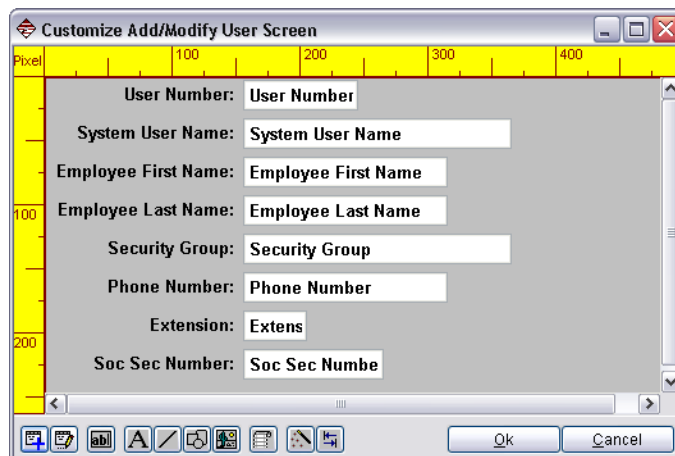 Customize Add/Modify User Screen
Pixel 100 200 300 400
User Number: User Number
System User Name: System User Name
Employee First Name: Employee First Name
100
Employee Last Name: Employee Last Name
Security Group: Security Group
Phone Number: Phone Number
Extension: Extens
200
Soc Sec Number: Soc Sec Numbe
ab A Ok Cancel